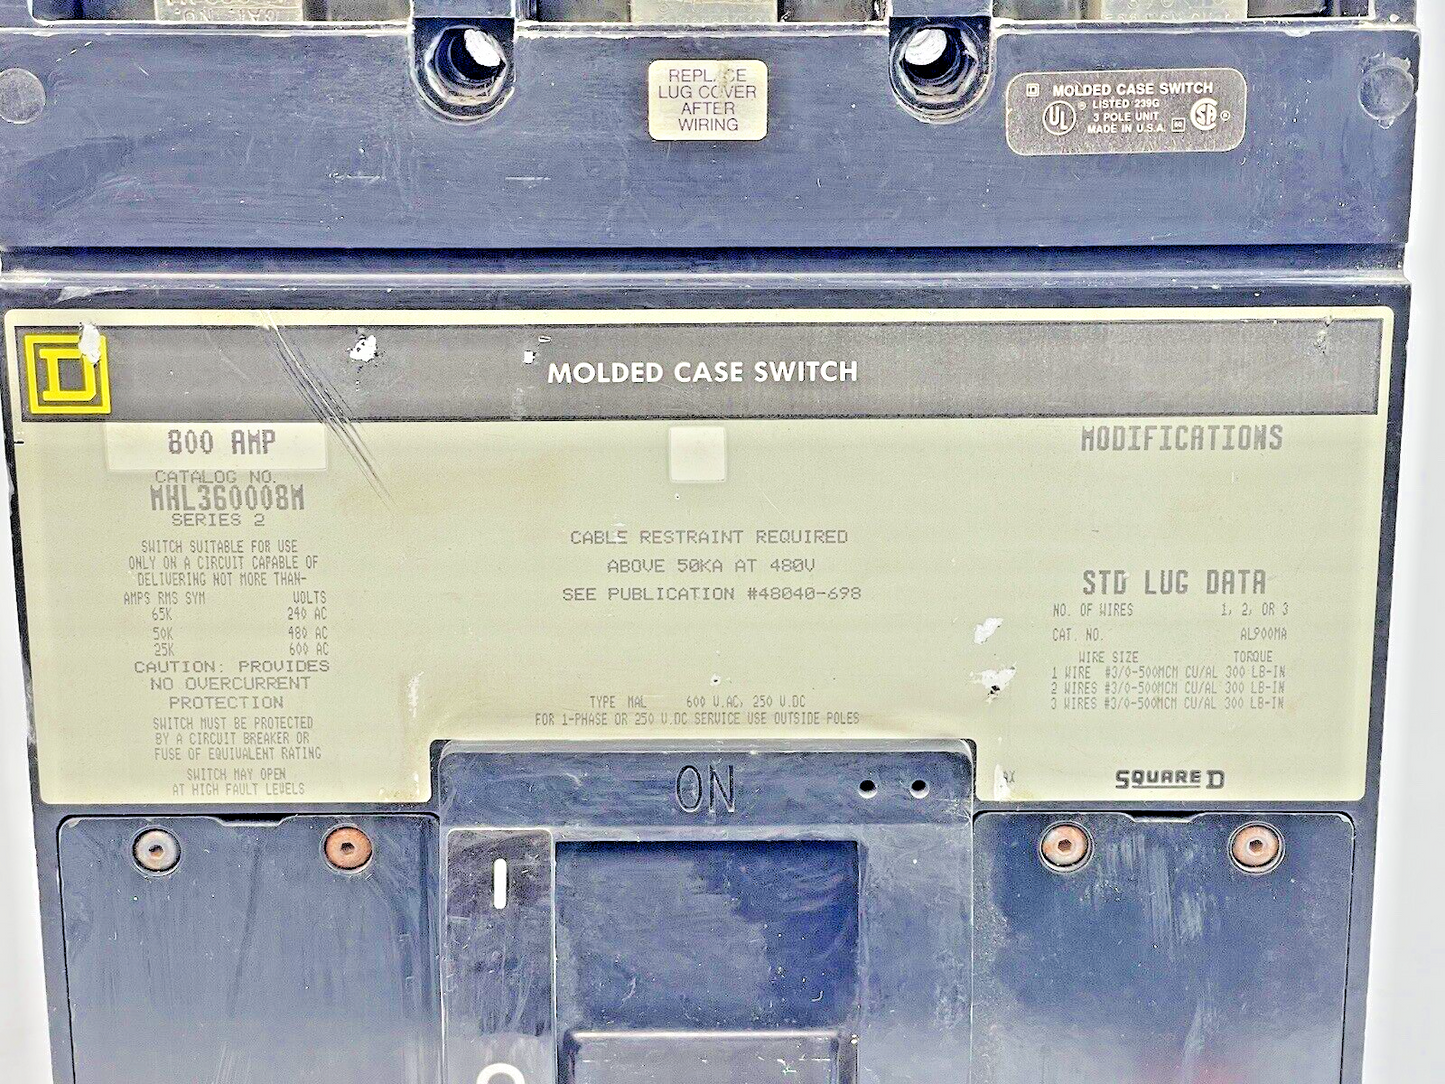 REPLACE
LUG COVER
AFTER
WIRING
MOLDED CASE SWITCH
LISTED 239G
3 POLE UNIT
MADE IN U.S.A.
UL
SA
D
MOLDED CASE SWITCH
800 AMP
CATALOG NO.
MHL360008M
SERIES 2
SWITCH SUITABLE FOR USE
ONLY ON A CIRCUIT CAPABLE OF
DELIVERING NOT MORE THAN-
AMPS RMS SYM VOLTS
65K 240 AC
50K 480 AC
25K 600 AC
CAUTION: PROVIDES
NO OVERCURRENT
PROTECTION
SWITCH MUST BE PROTECTED
BY A CIRCUIT BREAKER OR
FUSE OF EQUIVALENT RATING
SWITCH MAY OPEN
AT HIGH FAULT LEVELS
CABLE RESTRAINT REQUIRED
ABOVE 50KA AT 480V
SEE PUBLICATION #48040-698
TYPE MAL 600 V.AC, 250 V.DC
FOR 1-PHASE OR 250 V.DC SERVICE USE OUTSIDE POLES
MODIFICATIONS
STD LUG DATA
NO. OF WIRES 1, 2, OR 3
CAT. NO. AL900MA
WIRE SIZE TORQUE
1 WIRE #3/0-500MCM CU/AL 300 LB-IN
2 WIRES #3/0-500MCM CU/AL 300 LB-IN
3 WIRES #3/0-500MCM CU/AL 300 LB-IN
SQUARE D
ON
I